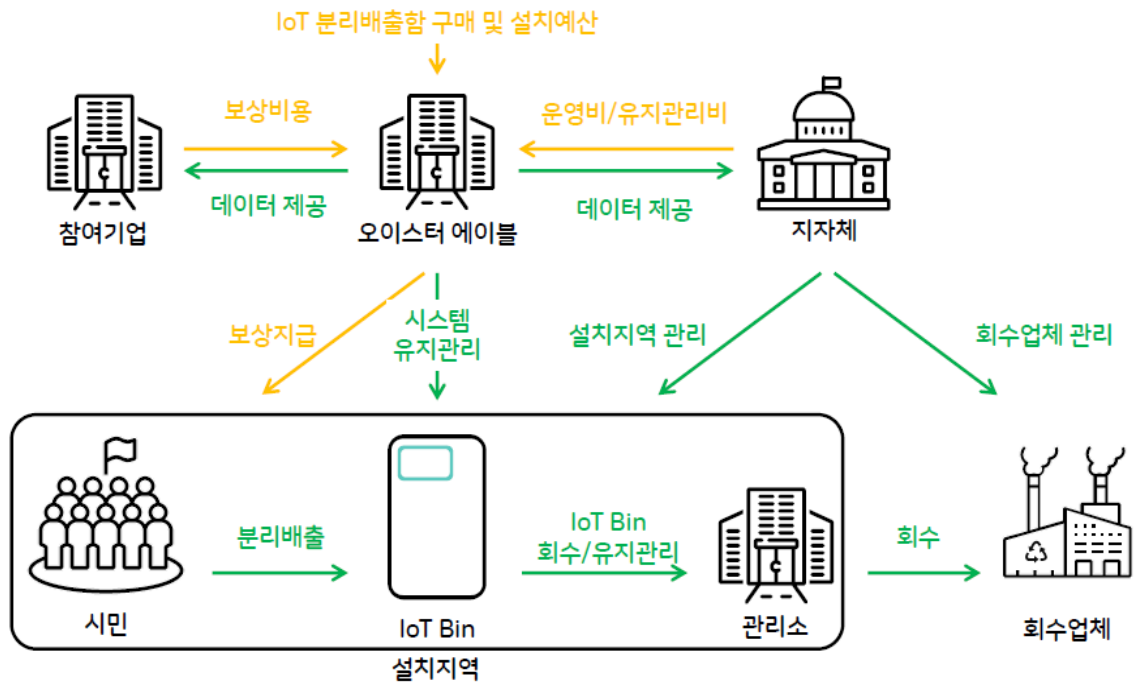 IoT 분리배출함 구매 및 설치예산
보상비용
운영비/유지관리비
데이터 제공
데이터 제공
참여기업
오이스터 에이블
지자체
보상지급
시스템
유지관리
설치지역 관리
회수업체 관리
분리배출
IoT Bin
회수/유지관리
회수
시민
IoT Bin
관리소
회수업체
설치지역